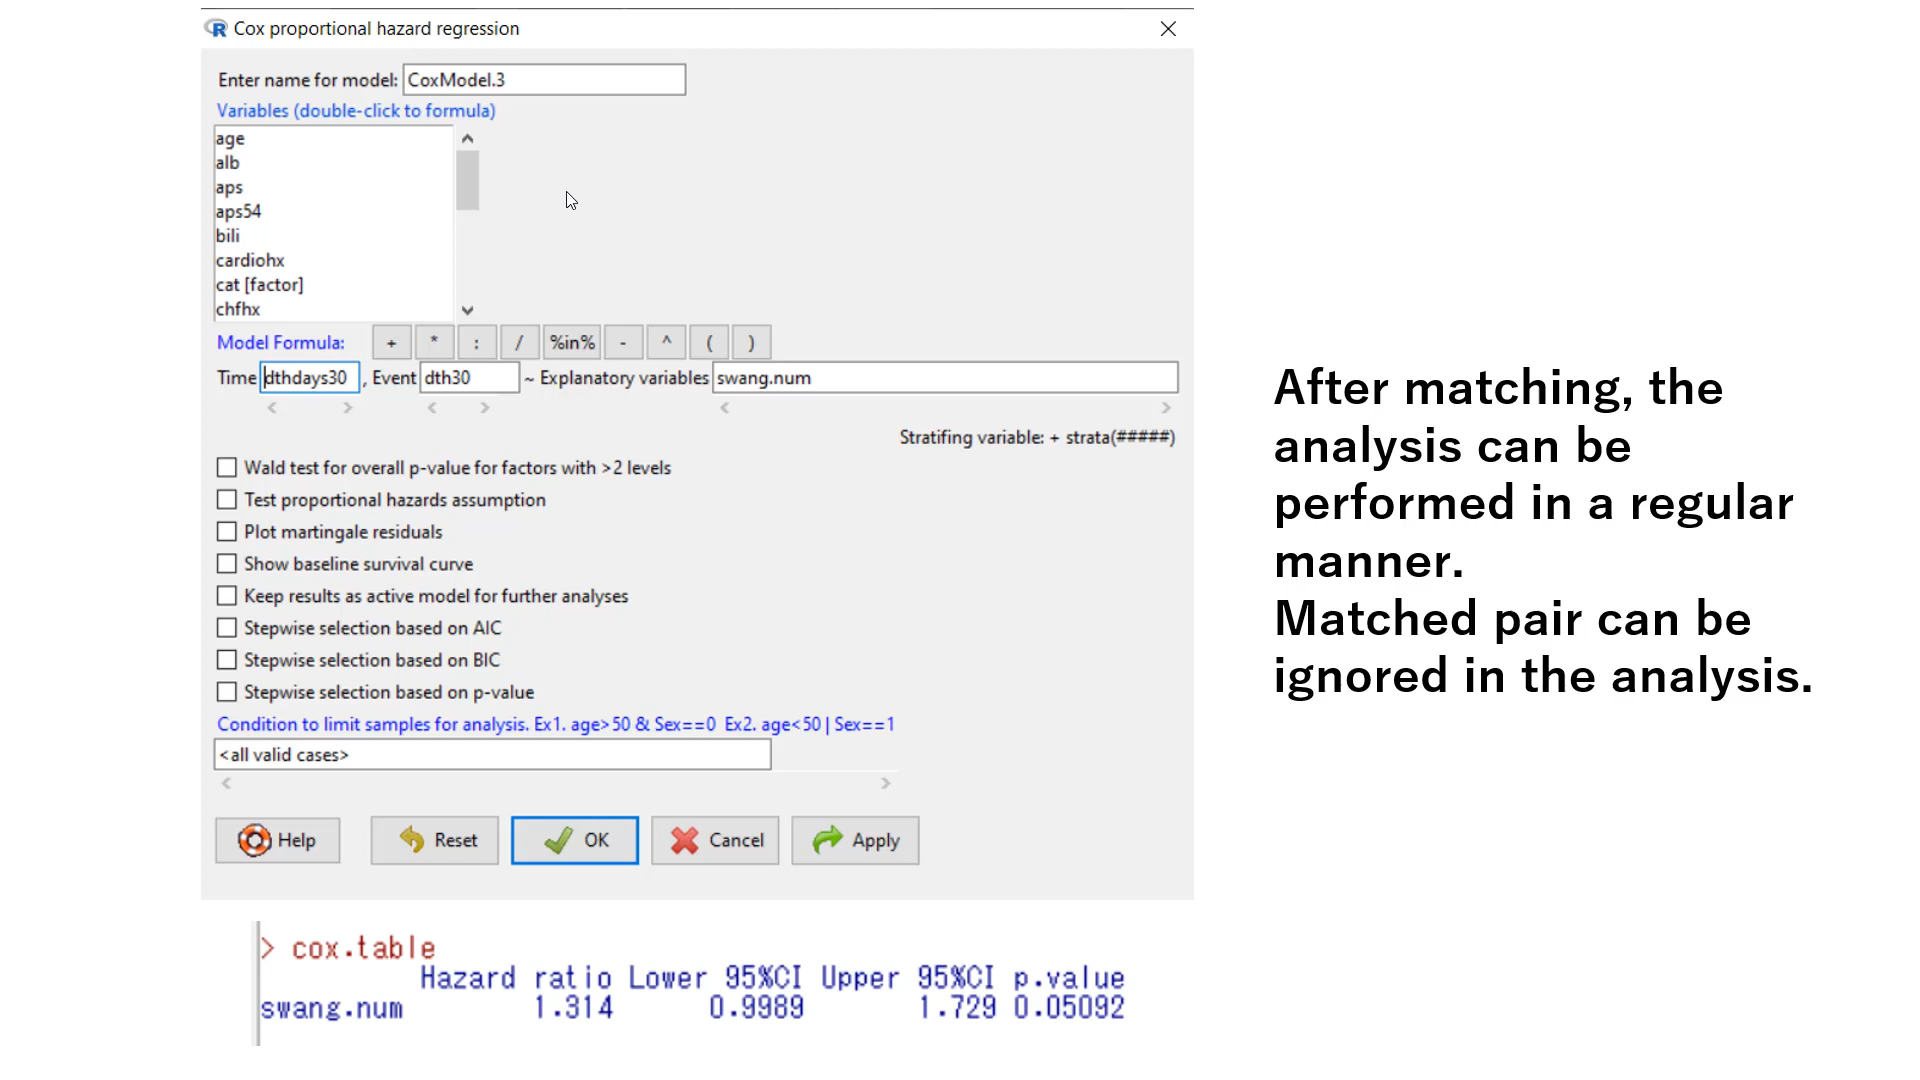 Cox proportional hazard regression
Enter name for model: CoxModel.3
Variables (double-click to formula)
age
alb
aps
aps54
bili
cardiohx
cat [factor]
chfhx
Model Formula: + * : / %in% - ^ ( )
Time dthdays30 , Event dth30 ~ Explanatory variables swang.num
Stratifing variable: + strata(#####)
Wald test for overall p-value for factors with >2 levels
Test proportional hazards assumption
Plot martingale residuals
Show baseline survival curve
Keep results as active model for further analyses
Stepwise selection based on AIC
Stepwise selection based on BIC
Stepwise selection based on p-value
Condition to limit samples for analysis. Ex1. age>50 & Sex==0 Ex2. age<50 | Sex==1
<all valid cases>
Help Reset OK Cancel Apply
After matching, the
analysis can be
performed in a regular
manner.
Matched pair can be
ignored in the analysis.
> cox.table
Hazard ratio Lower 95%CI Upper 95%CI p.value
swang.num 1.314 0.9989 1.729 0.05092